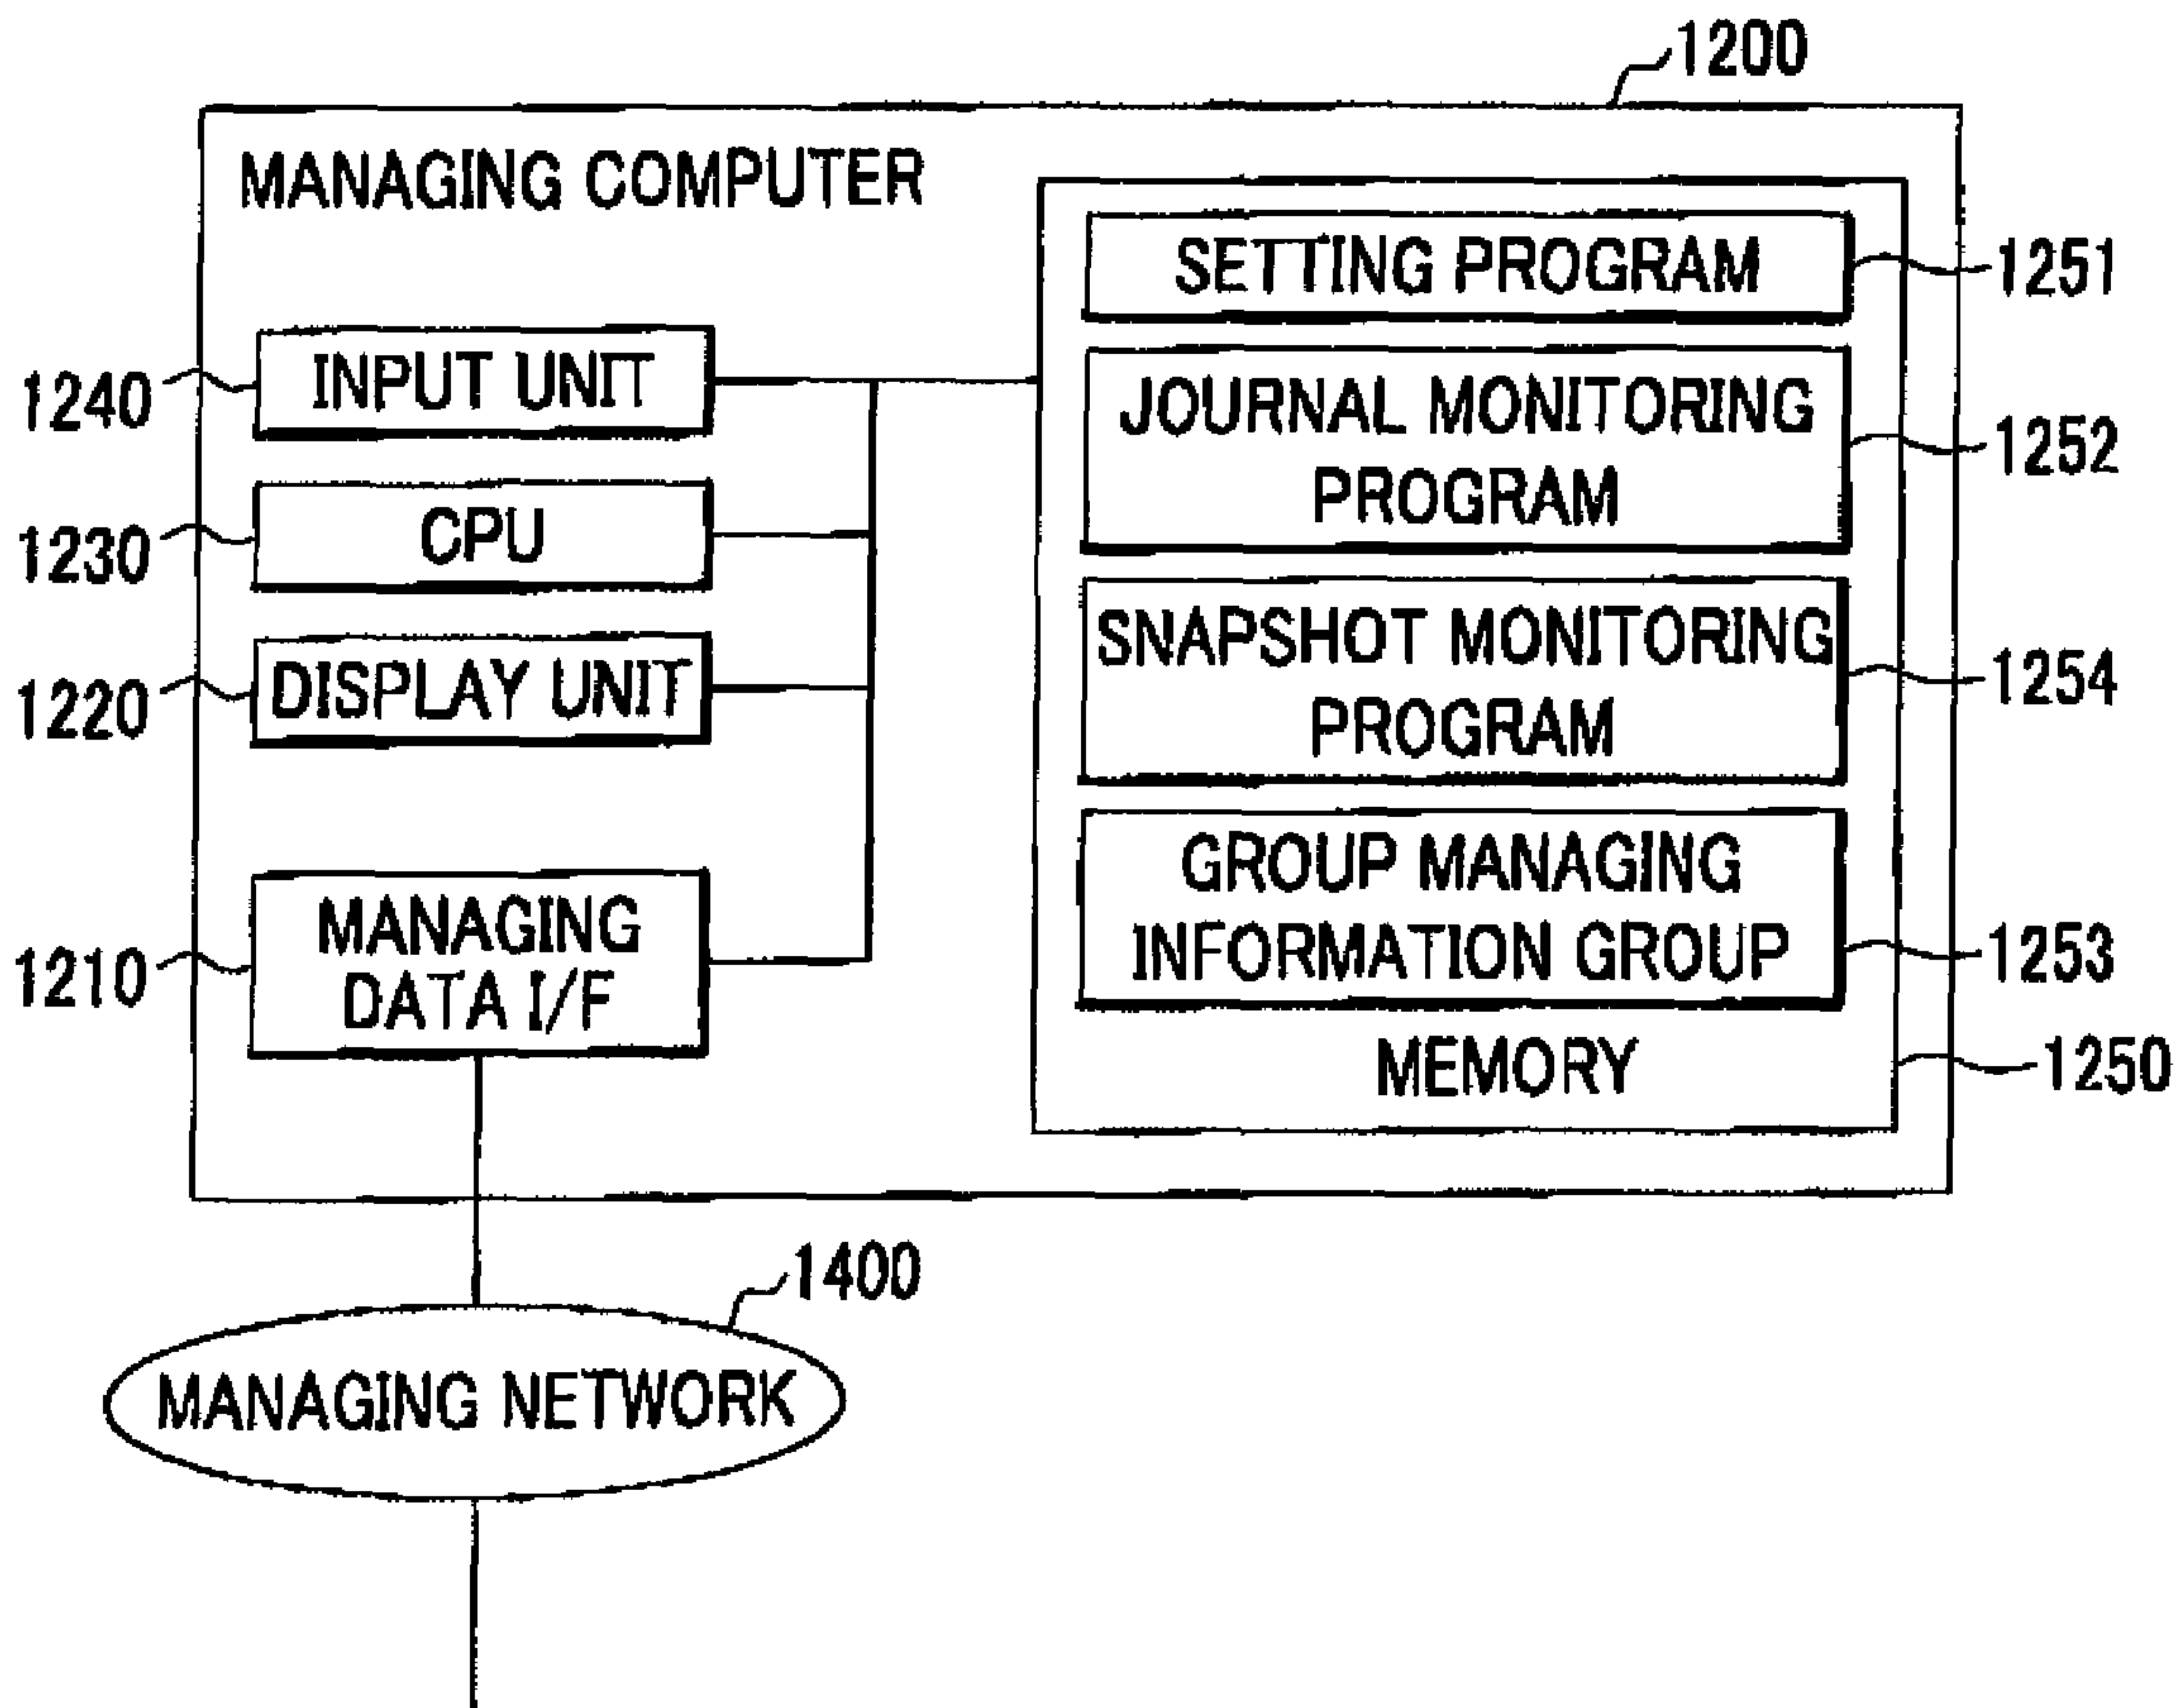 1200
MANAGING COMPUTER
SETTING PROGRAM
1251
1240
INPUT UNIT
JOURNAL MONITORING
PROGRAM
1252
1230
CPU
1220
DISPLAY UNIT
SNAPSHOT MONITORING
PROGRAM
1254
1210
MANAGING
DATA I/F
GROUP MANAGING
INFORMATION GROUP
1253
MEMORY
1250
1400
MANAGING NETWORK